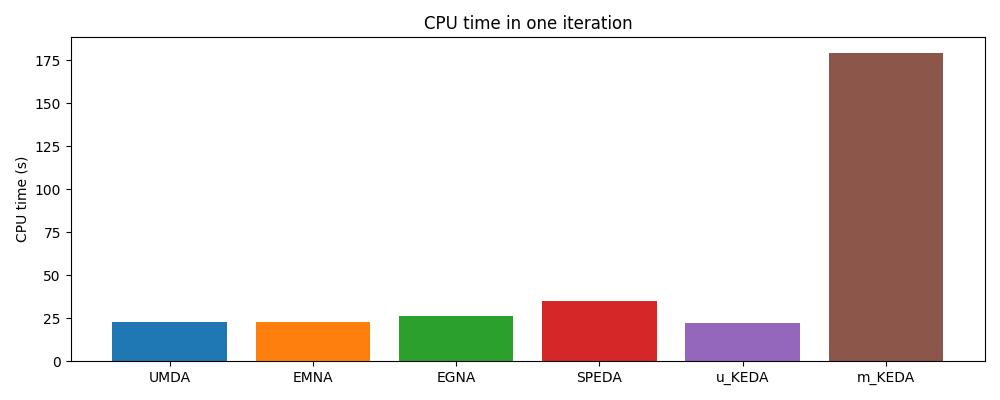 CPU time in one iteration
CPU time (s)
175
150
125
100
75
50
25
0
UMDA EMNA EGNA SPEDA u_KEDA m_KEDA